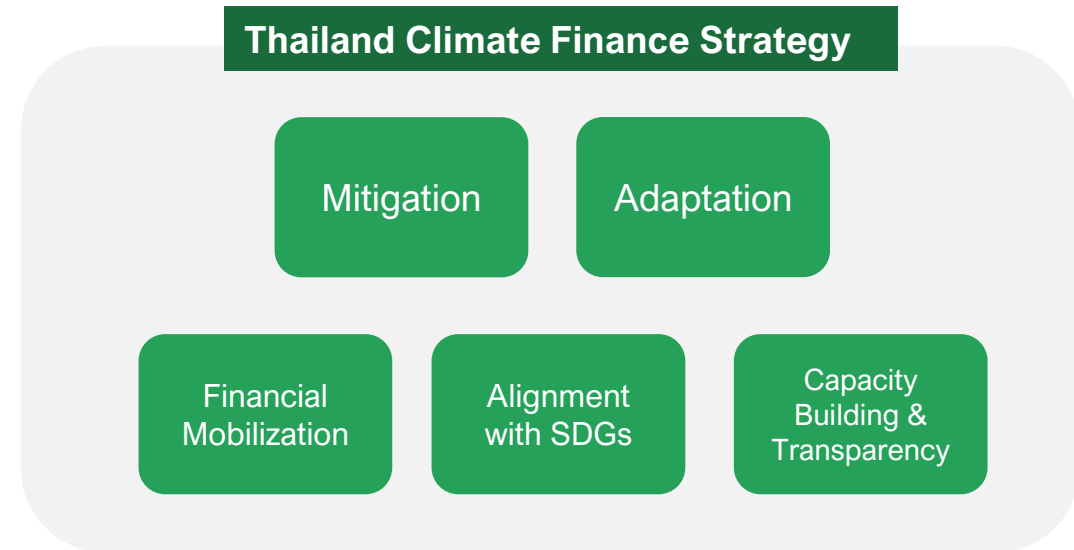 Thailand Climate Finance Strategy
Mitigation
Adaptation
Financial
Mobilization
Alignment
with SDGs
Capacity
Building &
Transparency